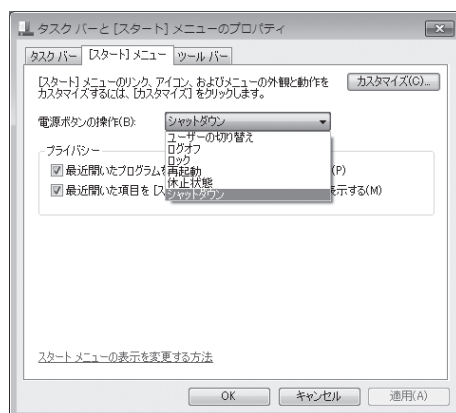 タスク バーと [スタート] メニューのプロパティ
タスク バー [スタート] メニュー ツール バー
[スタート] メニューのリンク、アイコン、およびメニューの外観と動作を
カスタマイズするには、[カスタマイズ] をクリックします。
カスタマイズ(C)...
電源ボタンの操作(B):
シャットダウン
ユーザーの切り替え
ログオフ
ロック
再起動
休止状態
シャットダウン
プライバシー
最近開いたプログラム
(P)
最近開いた項目を [ス
表示する(M)
スタート メニューの表示を変更する方法
OK キャンセル 適用(A)